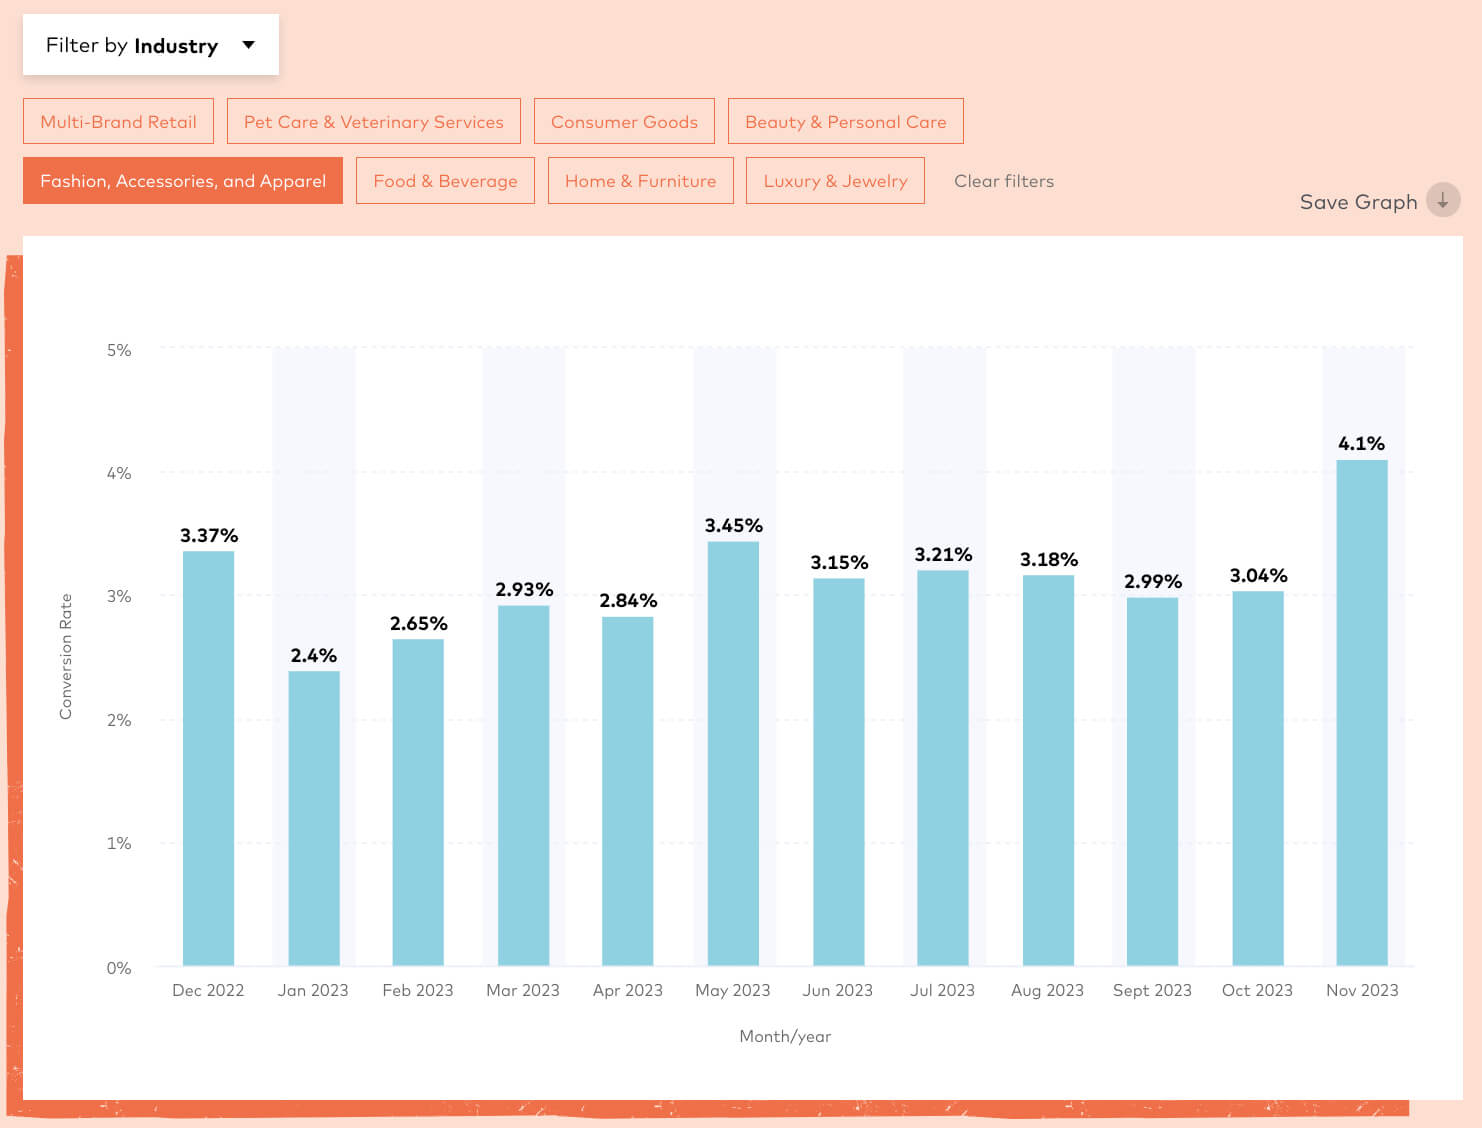 Filter by Industry
Multi-Brand Retail
Pet Care & Veterinary Services
Consumer Goods
Beauty & Personal Care
Fashion, Accessories, and Apparel
Food & Beverage
Home & Furniture
Luxury & Jewelry
Clear filters
Save Graph
5%
4%
3%
2%
1%
0%
Conversion Rate
3.37%
2.4%
2.65%
2.93%
2.84%
3.45%
3.15%
3.21%
3.18%
2.99%
3.04%
4.1%
Dec 2022
Jan 2023
Feb 2023
Mar 2023
Apr 2023
May 2023
Jun 2023
Jul 2023
Aug 2023
Sept 2023
Oct 2023
Nov 2023
Month/year